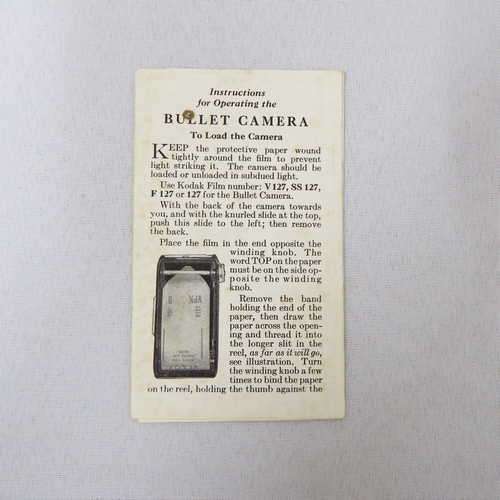 Instructions
for Operating the
BULLET CAMERA
To Load the Camera
KEEP the protective paper wound
tightly around the film to prevent
light striking it. The camera should be
loaded or unloaded in subdued light.
Use Kodak Film number: V 127, SS 127,
F 127 or 127 for the Bullet Camera.
With the back of the camera towards
you, and with the knurled slide at the top,
push this slide to the left; then remove
the back.
Place the film in the end opposite the
winding knob. The
word TOP on the paper
must be on the side op-
posite the winding
knob.
Remove the band
holding the end of the
paper, then draw the
paper across the open-
ing and thread it into
the longer slit in the
reel, as far as it will go,
see illustration. Turn
the winding knob a few
times to bind the paper
on the reel, holding the thumb against the